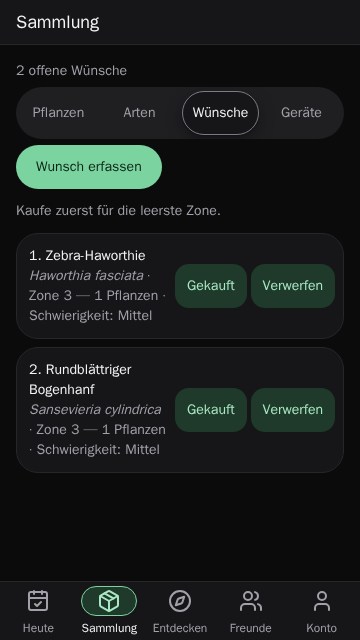 Sammlung
2 offene Wünsche
Pflanzen Arten Wünsche Geräte
Wunsch erfassen
Kaufe zuerst für die leerste Zone.
1. Zebra-Haworthie
Haworthia fasciata ·
Zone 3 — 1 Pflanzen ·
Schwierigkeit: Mittel
Gekauft Verwerfen
2. Rundblättriger
Bogenhanf
Sansevieria cylindrica
· Zone 3 — 1 Pflanzen
· Schwierigkeit: Mittel
Gekauft Verwerfen
Heute Sammlung Entdecken Freunde Konto